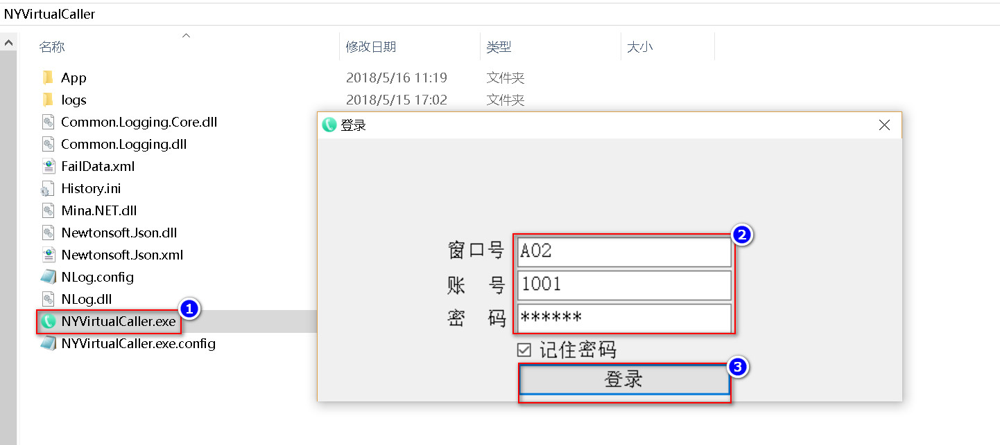 NYVirtualCaller
名称 修改日期 类型 大小
App 2018/5/16 11:19 文件夹
logs 2018/5/15 17:02 文件夹
Common.Logging.Core.dll
登录
Common.Logging.dll
FailData.xml
History.ini
Mina.NET.dll
Newtonsoft.Json.dll
Newtonsoft.Json.xml
NLog.config
NLog.dll
NYVirtualCaller.exe
1
NYVirtualCaller.exe.config
窗口号 A02
2
账 号 1001
密 码 ******
记住密码
登录
3